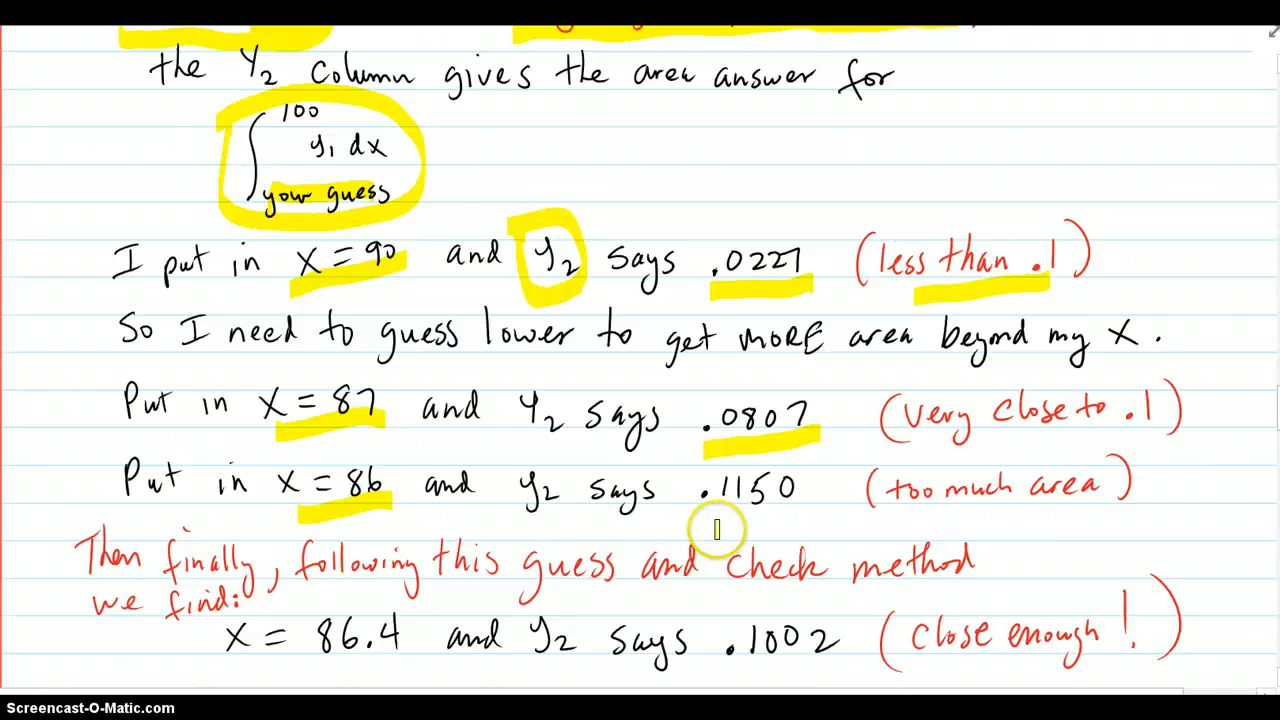 the Y2 column gives the area answer for
100
∫ y1 dx
your guess
I put in x = 90 and Y2 says .0227 (less than .1)
So I need to guess lower to get MORE area beyond my x.
Put in x = 87 and Y2 says .0807 (very close to .1)
Put in x = 86 and y2 says .1150 (too much area)
Then finally, following this guess and check method
we find:
x = 86.4 and y2 says .1002 (close enough!)
Screencast-O-Matic.com